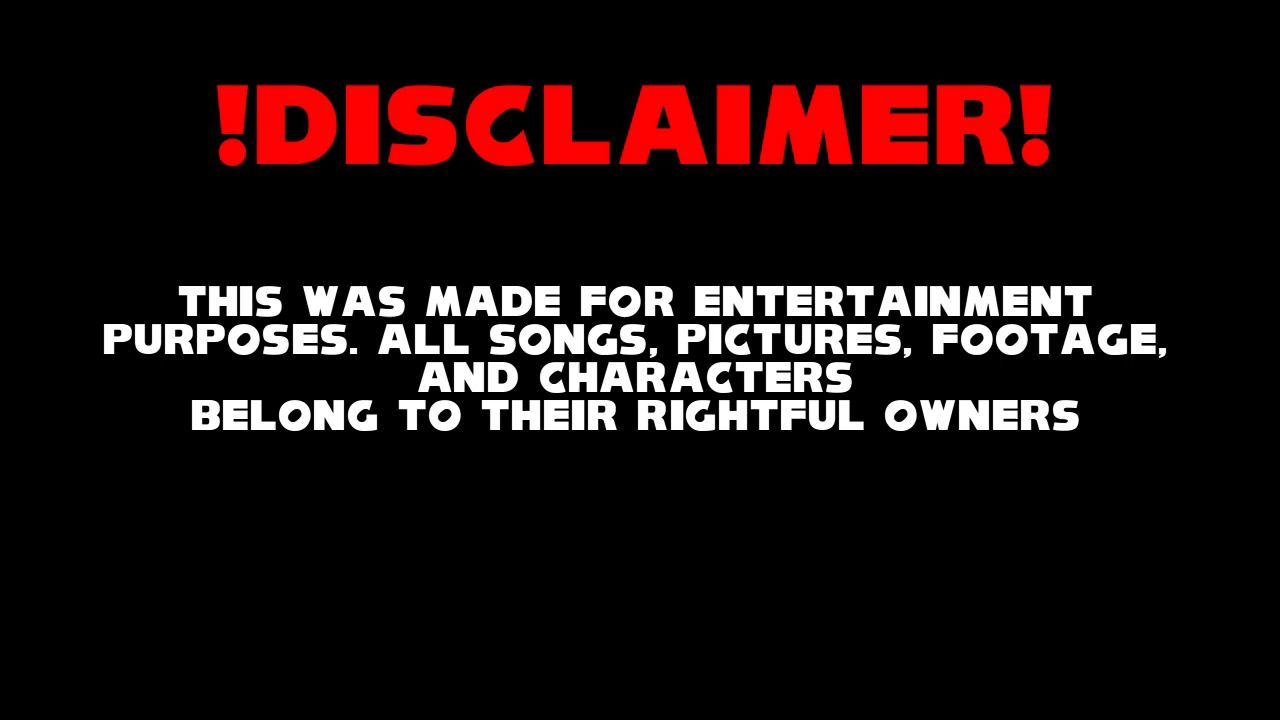 !DISCLAIMER!
THIS WAS MADE FOR ENTERTAINMENT
PURPOSES. ALL SONGS, PICTURES, FOOTAGE,
AND CHARACTERS
BELONG TO THEIR RIGHTFUL OWNERS